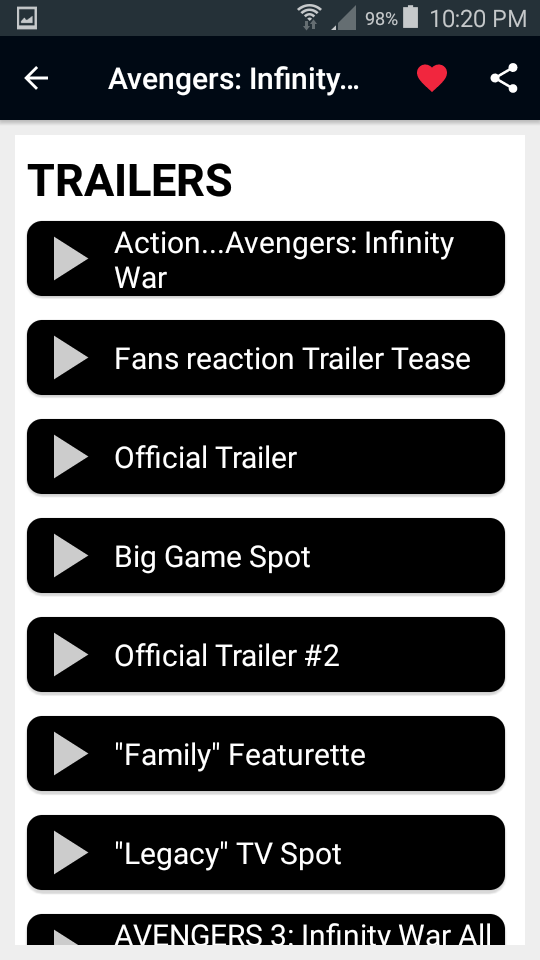 98% 10:20 PM
Avengers: Infinity...
TRAILERS
Action...Avengers: Infinity
War
Fans reaction Trailer Tease
Official Trailer
Big Game Spot
Official Trailer #2
"Family" Featurette
"Legacy" TV Spot
AVENGERS 3: Infinity War All